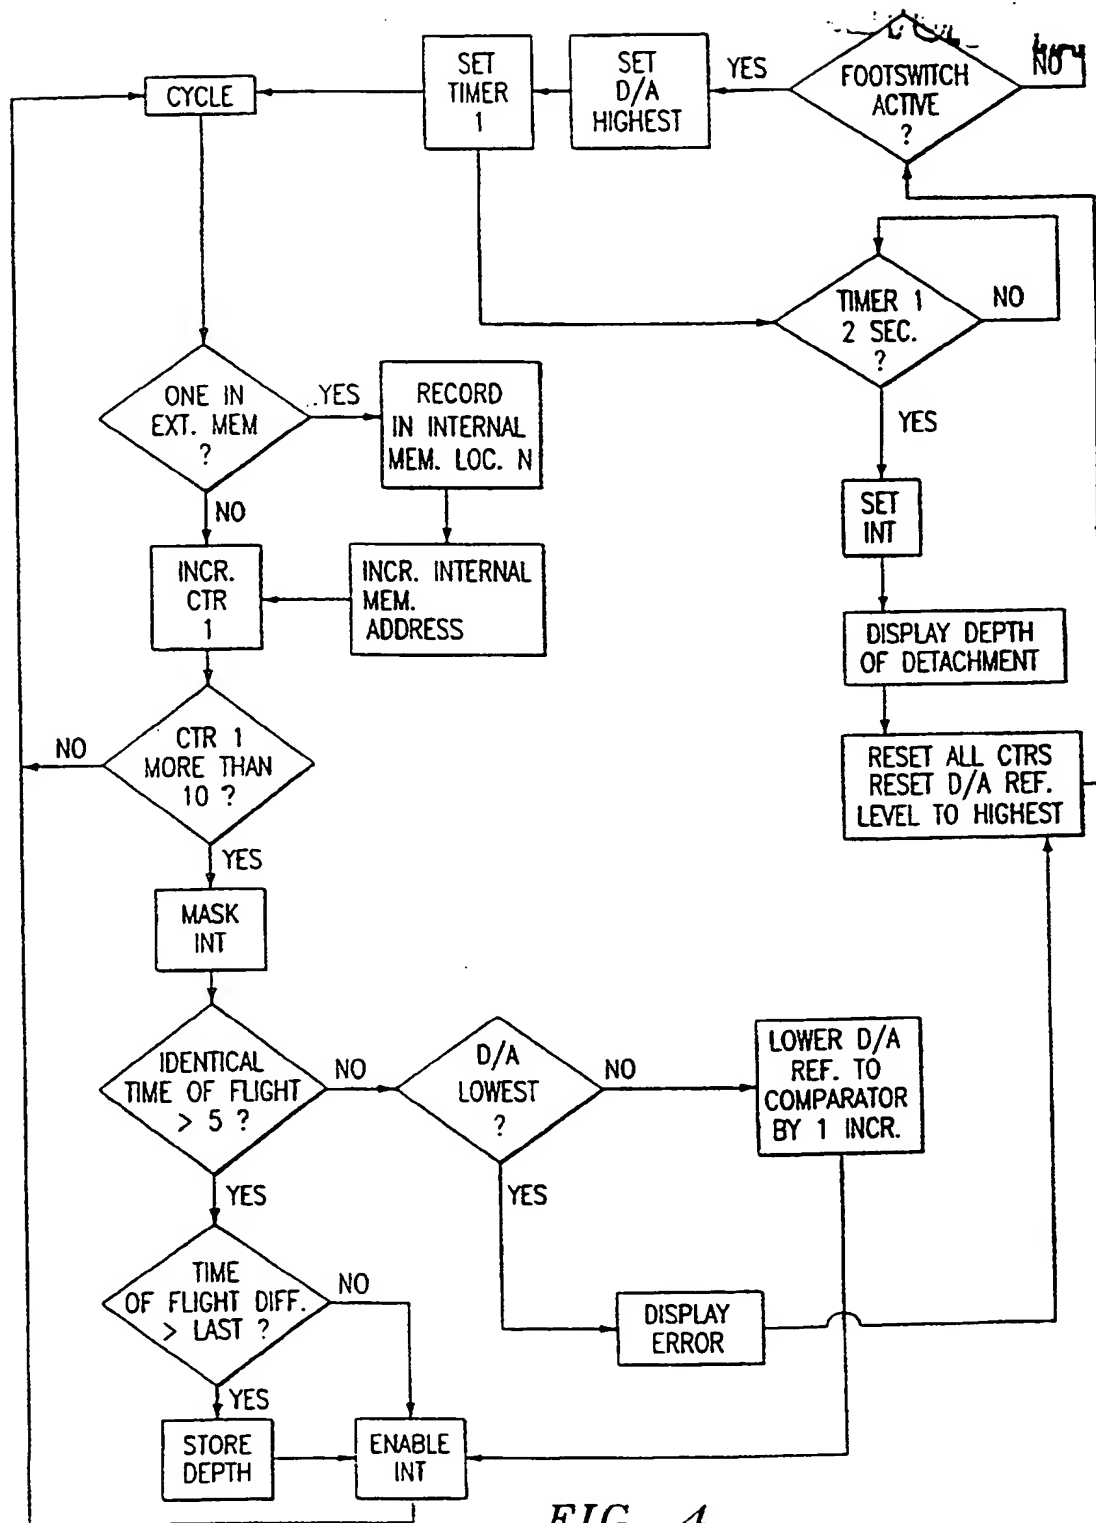 FOOTSWITCH
ACTIVE
?
NO
YES
SET
D/A
HIGHEST
SET
TIMER
1
CYCLE
TIMER 1
2 SEC.
?
NO
YES
SET
INT
DISPLAY DEPTH
OF DETACHMENT
RESET ALL CTRS
RESET D/A REF.
LEVEL TO HIGHEST
ONE IN
EXT. MEM
?
YES
RECORD
IN INTERNAL
MEM. LOC. N
NO
INCR.
CTR
1
INCR. INTERNAL
MEM.
ADDRESS
CTR 1
MORE THAN
10 ?
NO
YES
MASK
INT
IDENTICAL
TIME OF FLIGHT
> 5 ?
NO
D/A
LOWEST
?
NO
LOWER D/A
REF. TO
COMPARATOR
BY 1 INCR.
YES
YES
DISPLAY
ERROR
TIME
OF FLIGHT DIFF.
> LAST ?
NO
YES
STORE
DEPTH
ENABLE
INT
FIG. 4